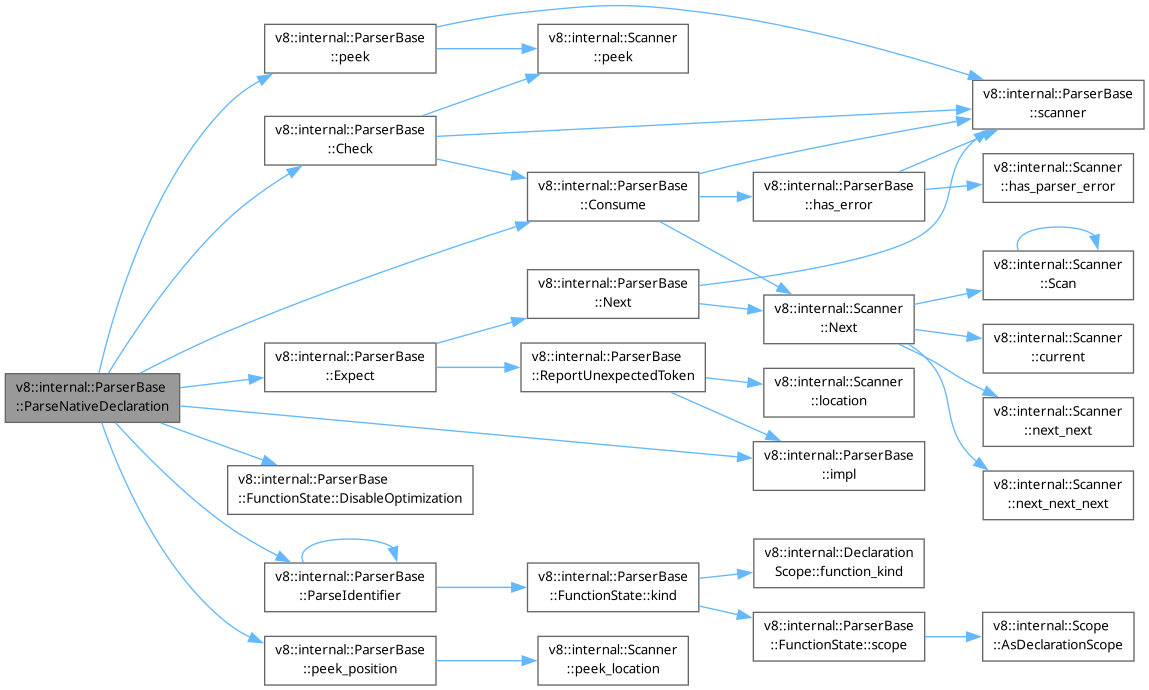 v8::internal::ParserBase
::peek
v8::internal::Scanner
::peek
v8::internal::ParserBase
::scanner
v8::internal::ParserBase
::Check
v8::internal::Scanner
::has_parser_error
v8::internal::ParserBase
::Consume
v8::internal::ParserBase
::has_error
v8::internal::Scanner
::Scan
v8::internal::ParserBase
::Next
v8::internal::Scanner
::Next
v8::internal::Scanner
::current
v8::internal::ParserBase
::Expect
v8::internal::ParserBase
::ReportUnexpectedToken
v8::internal::Scanner
::location
v8::internal::ParserBase
::ParseNativeDeclaration
v8::internal::Scanner
::next_next
v8::internal::ParserBase
::impl
v8::internal::ParserBase
::FunctionState::DisableOptimization
v8::internal::Scanner
::next_next_next
v8::internal::Declaration
Scope::function_kind
v8::internal::ParserBase
::ParseIdentifier
v8::internal::ParserBase
::FunctionState::kind
v8::internal::ParserBase
::FunctionState::scope
v8::internal::Scope
::AsDeclarationScope
v8::internal::ParserBase
::peek_position
v8::internal::Scanner
::peek_location